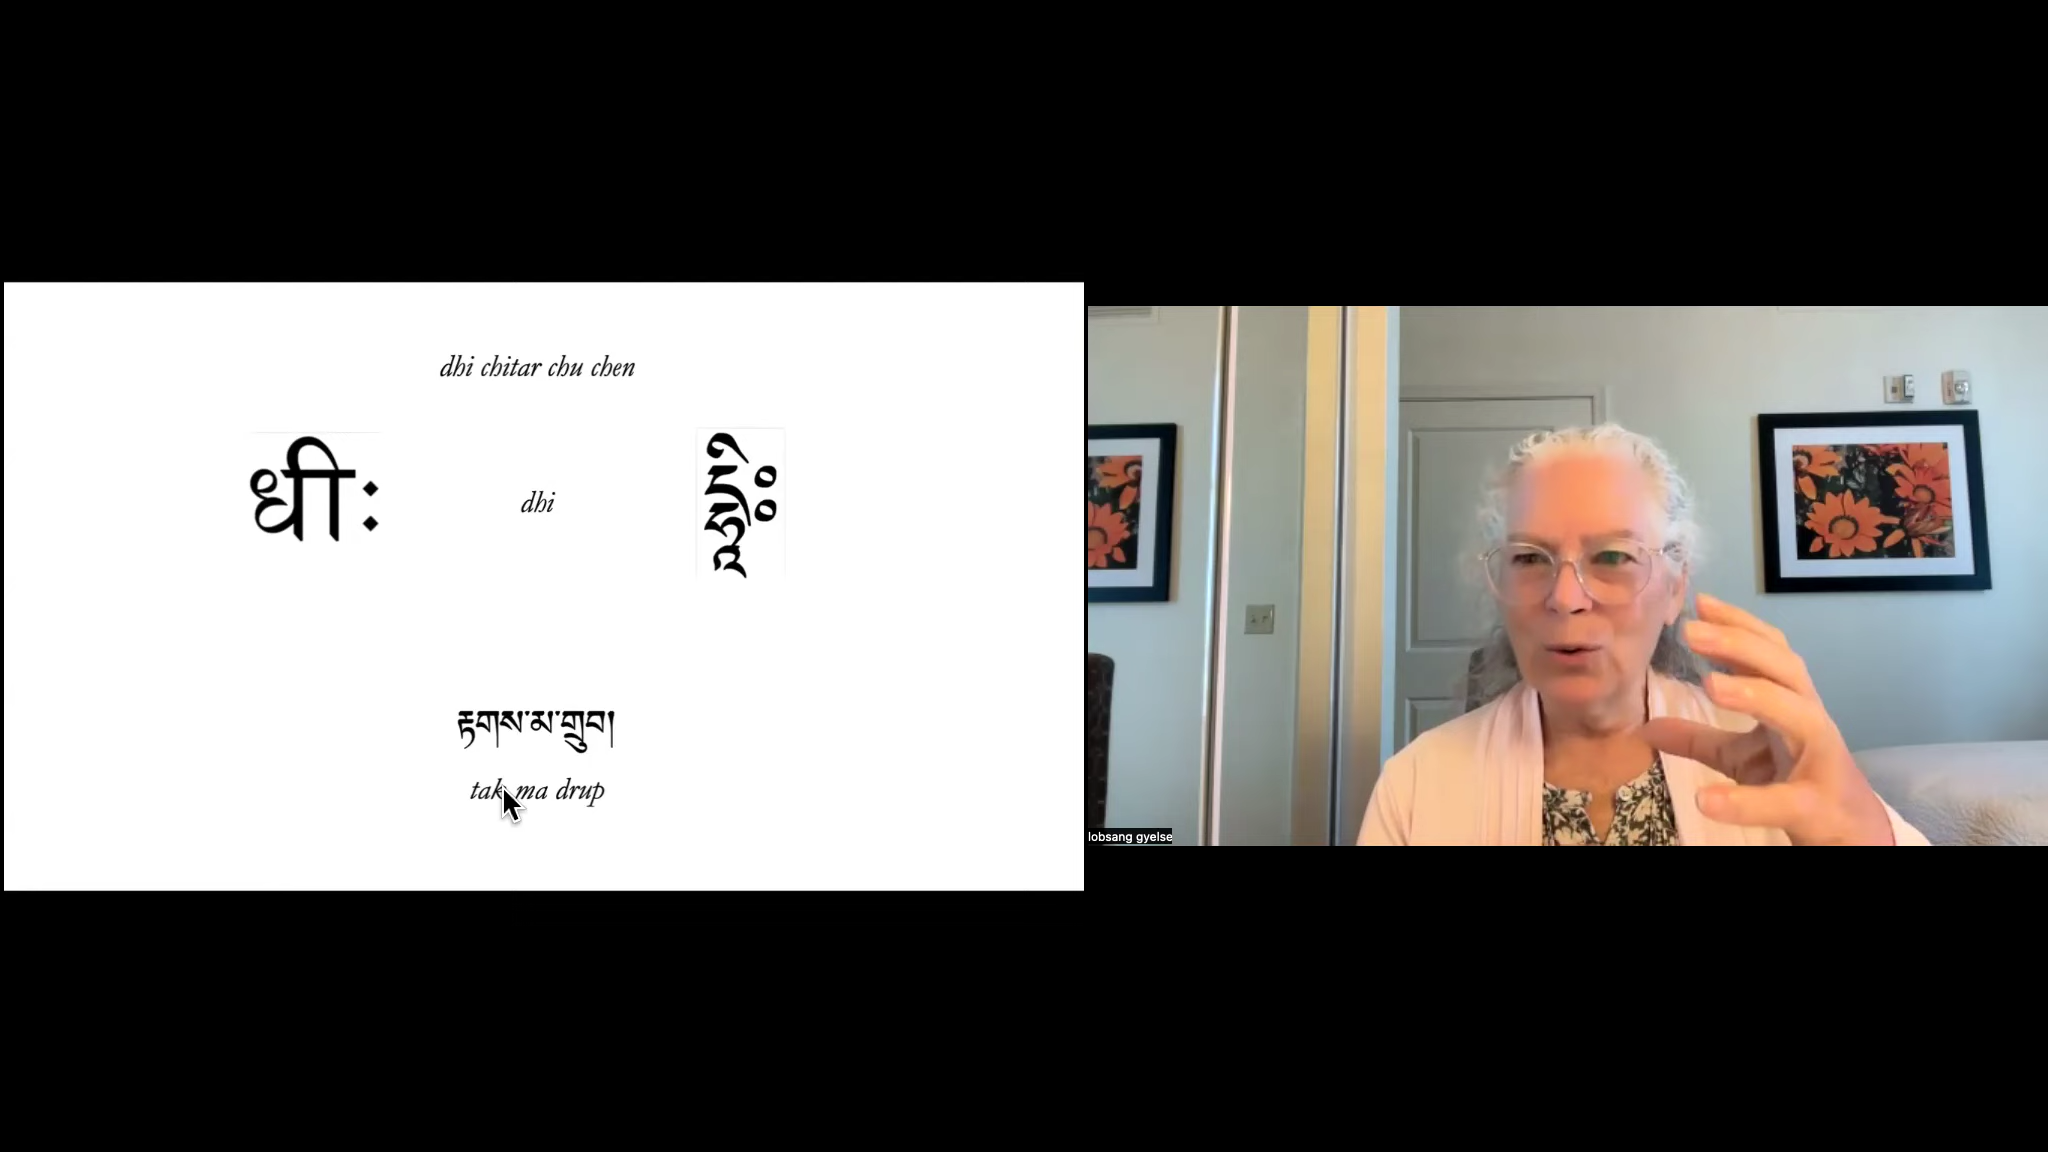 dhi chitar chu chen
धीः
dhi
དྷཱིཿ
རྟགས་མ་གྲུབ།
tak ma drup
lobsang gyelse